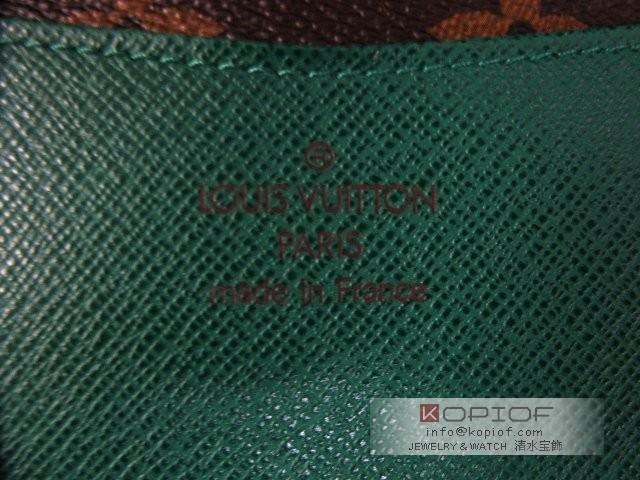 ®
LOUIS VUITTON
PARIS
made in France
KOPIOF
info@kopiof.com
JEWELRY & WATCH 清水宝飾